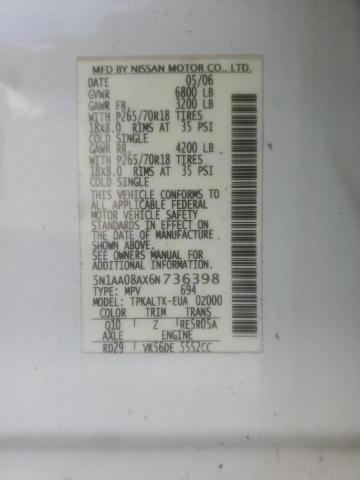 MFD BY NISSAN MOTOR CO., LTD.
DATE 05/06
GVWR 6800 LB
GAWR FR. 3200 LB
WITH P265/70R18 TIRES
18x8.0 RIMS AT 35 PSI
COLD SINGLE
GAWR RR. 4200 LB
WITH P265/70R18 TIRES
18x8.0 RIMS AT 35 PSI
COLD SINGLE
THIS VEHICLE CONFORMS TO
ALL APPLICABLE FEDERAL
MOTOR VEHICLE SAFETY
STANDARDS IN EFFECT ON
THE DATE OF MANUFACTURE
SHOWN ABOVE.
SEE OWNERS MANUAL FOR
ADDITIONAL INFORMATION.
5N1AA08AX6N736398
TYPE: MPV 694
MODEL: TPKALTK-EUA 02000
COLOR TRIM TRANS
Q10 Z RE5R05A
AXLE ENGINE
RD29 VK56DE 5552CC